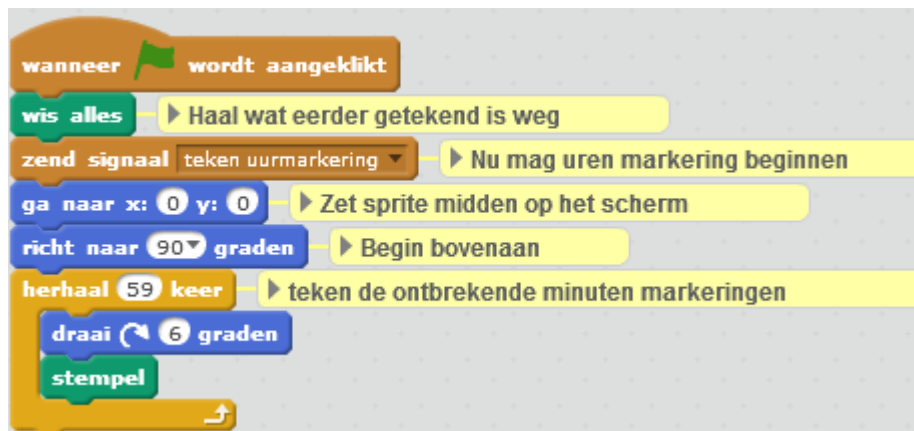 wanneer wordt aangeklikt
wis alles Haal wat eerder getekend is weg
zend signaal teken uurmarkering Nu mag uren markering beginnen
ga naar x: 0 y: 0 Zet sprite midden op het scherm
richt naar 90 graden Begin bovenaan
herhaal 59 keer teken de ontbrekende minuten markeringen
draai 6 graden
stempel